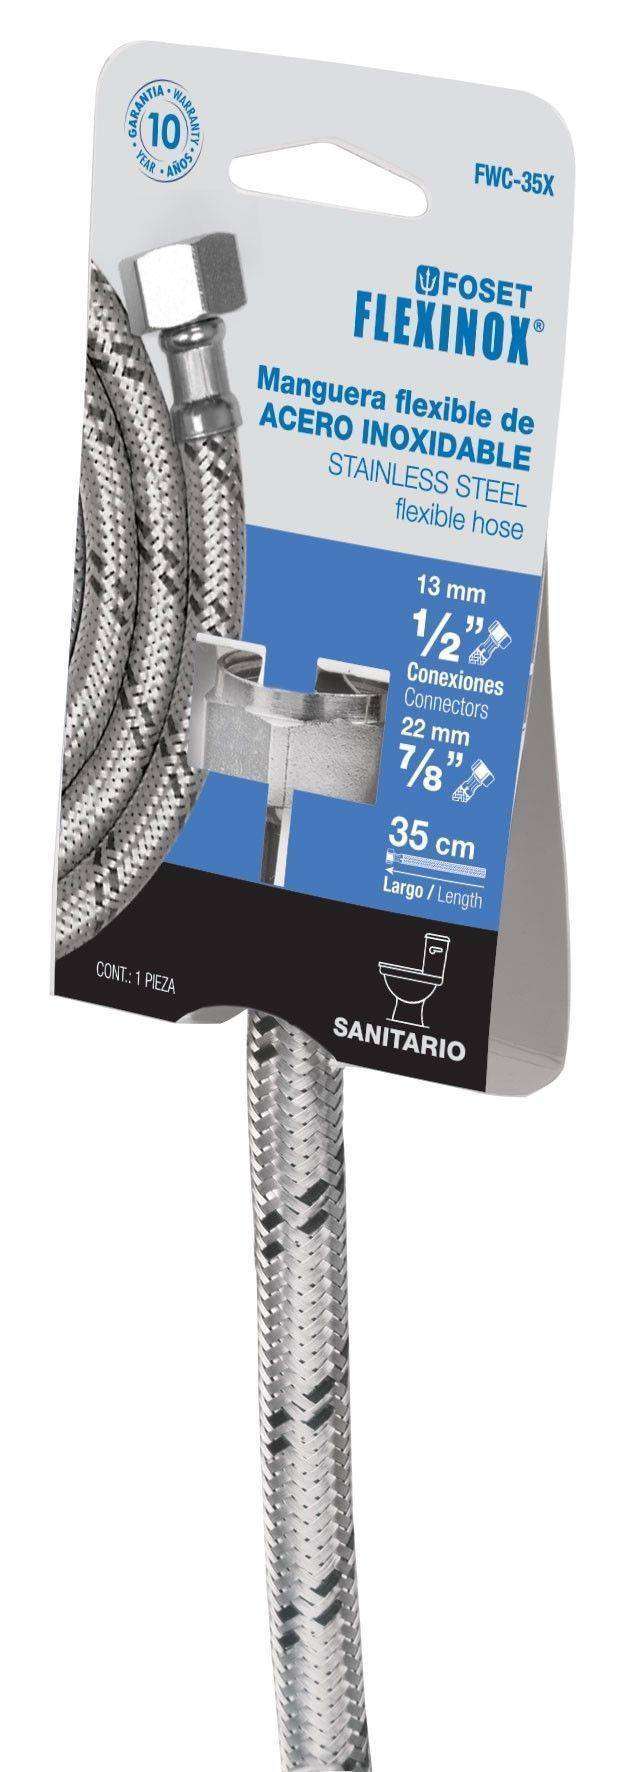 GARANTIA • WARRANTY
10
YEAR • AÑOS
FWC-35X
FOSET
FLEXINOX®
Manguera flexible de
ACERO INOXIDABLE
STAINLESS STEEL
flexible hose
13 mm
1/2”
Conexiones
Connectors
22 mm
7/8”
35 cm
Largo / Length
CONT.: 1 PIEZA
SANITARIO